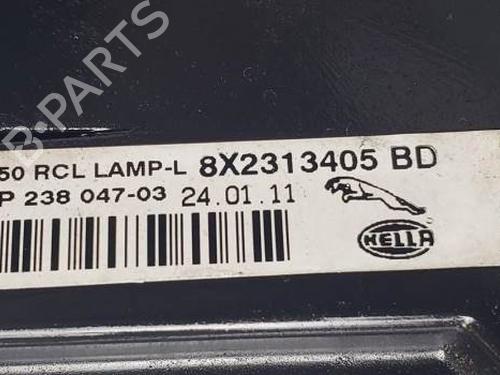 B-PARTS
50 RCL LAMP-L 8X2313405 BD
P 238 047-03 24.01.11
HELLA